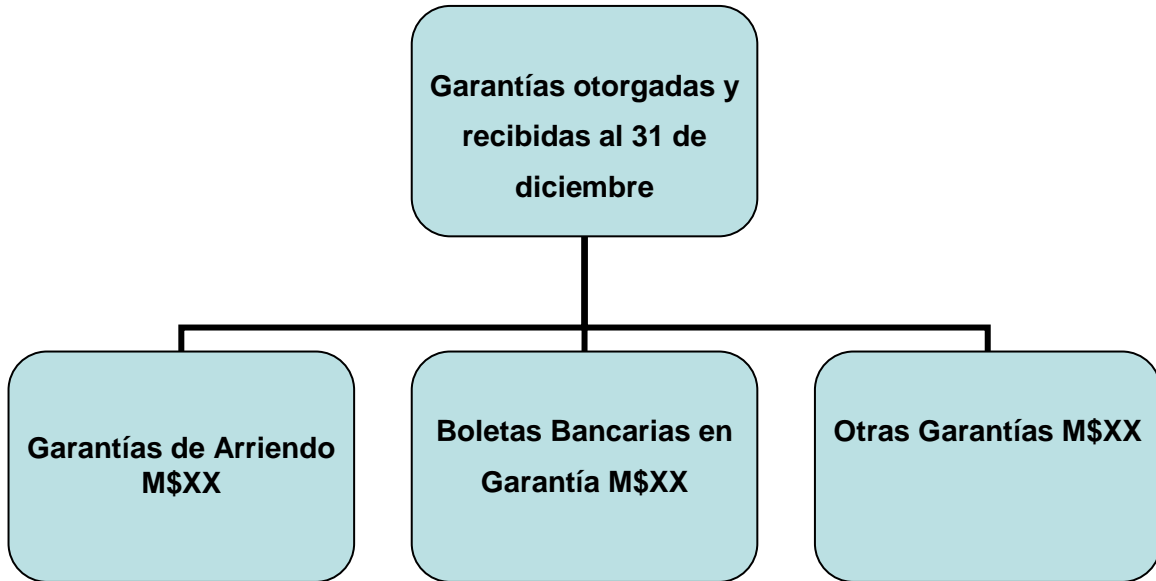 Garantías otorgadas y
recibidas al 31 de
diciembre
Garantías de Arriendo
M$XX
Boletas Bancarias en
Garantía M$XX
Otras Garantías M$XX